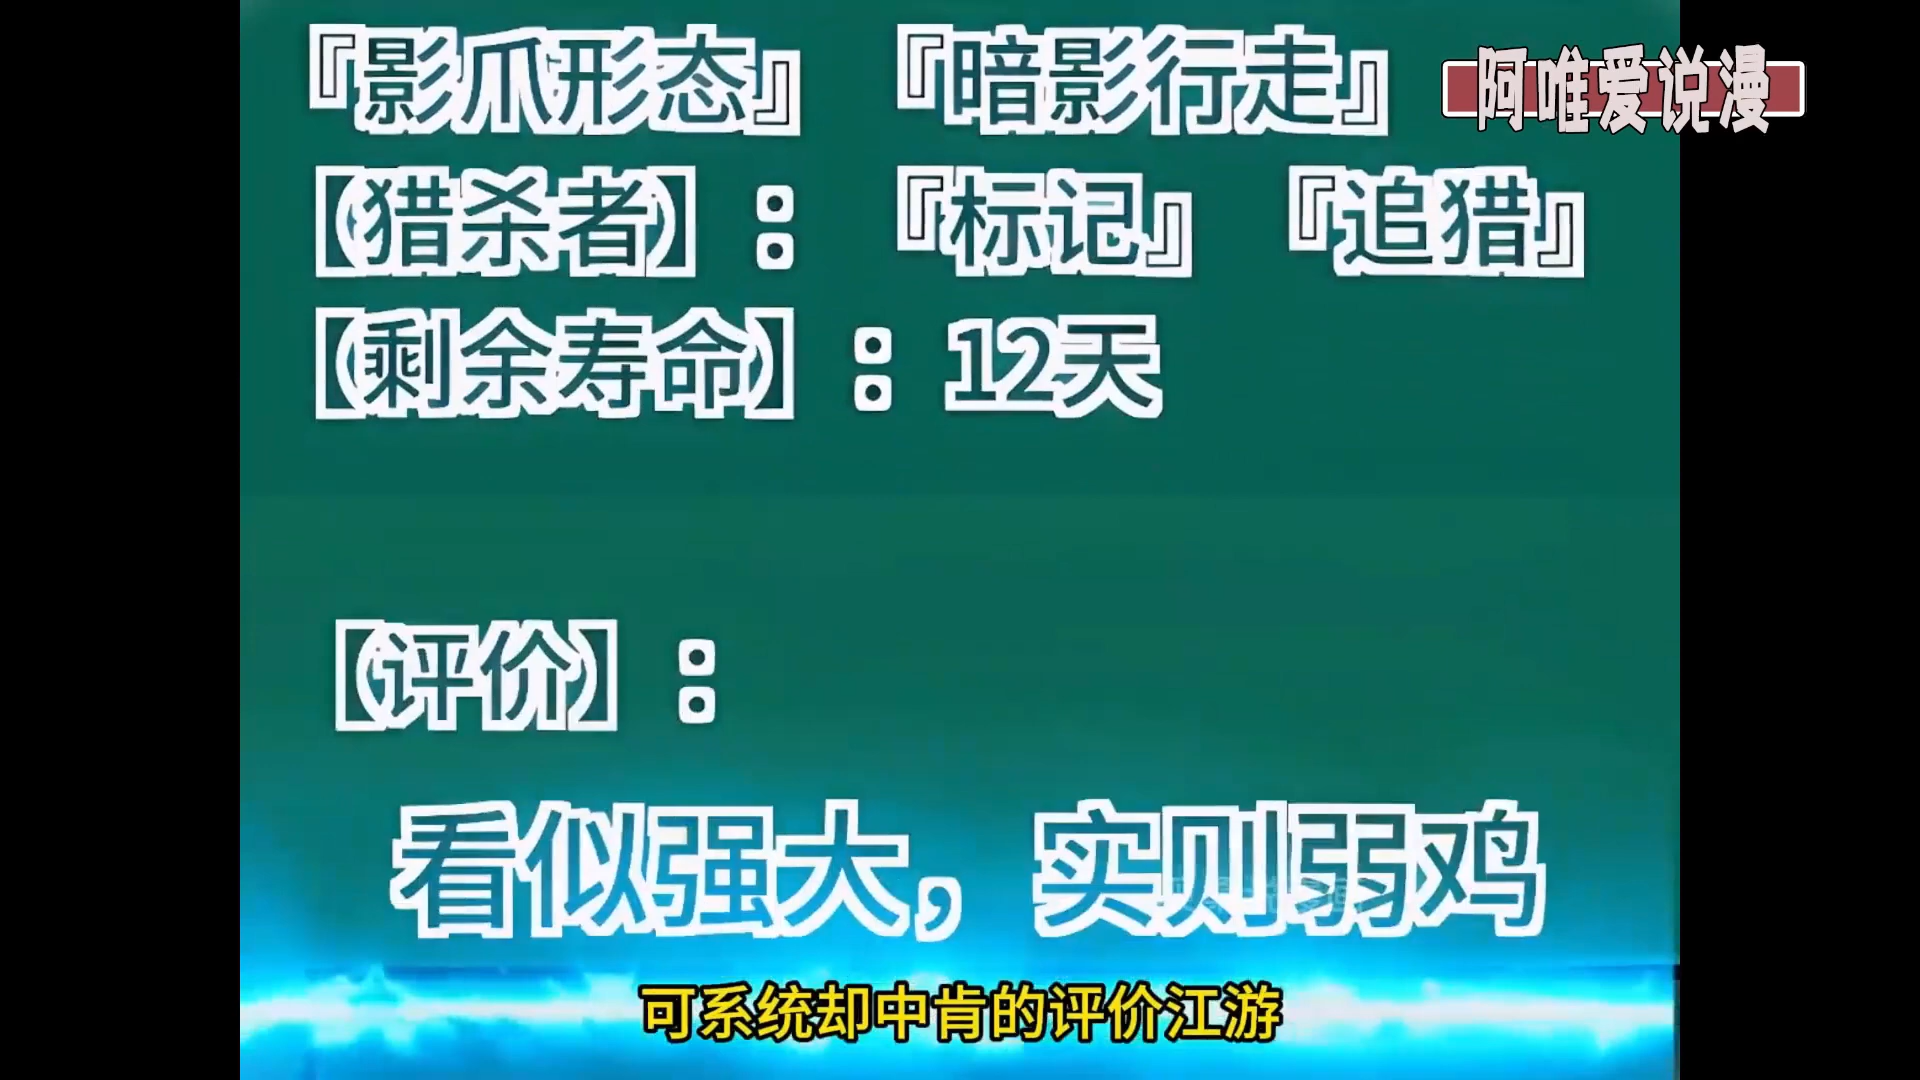 『影爪形态』 『暗影行走』
阿唯爱说漫
【猎杀者】：『标记』 『追猎』
【剩余寿命】：12天
【评价】：
看似强大，实则弱鸡
可系统却中肯的评价江游